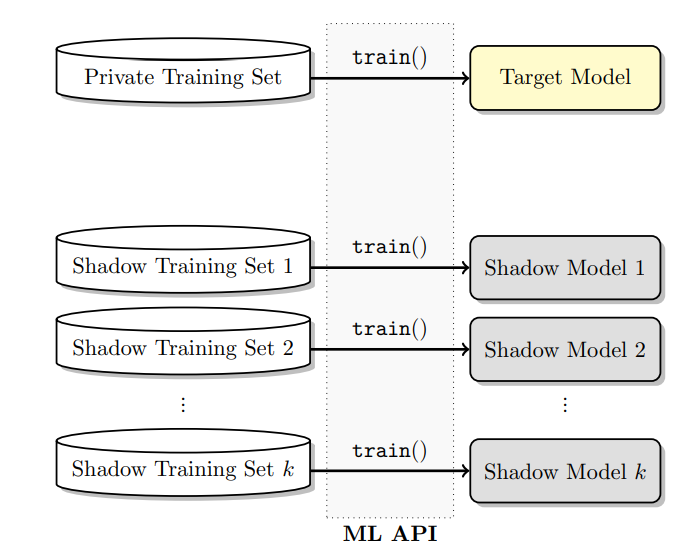 train()
Private Training Set
Target Model
train()
Shadow Training Set 1
Shadow Model 1
train()
Shadow Training Set 2
Shadow Model 2
⋮
⋮
train()
Shadow Training Set k
Shadow Model k
ML API